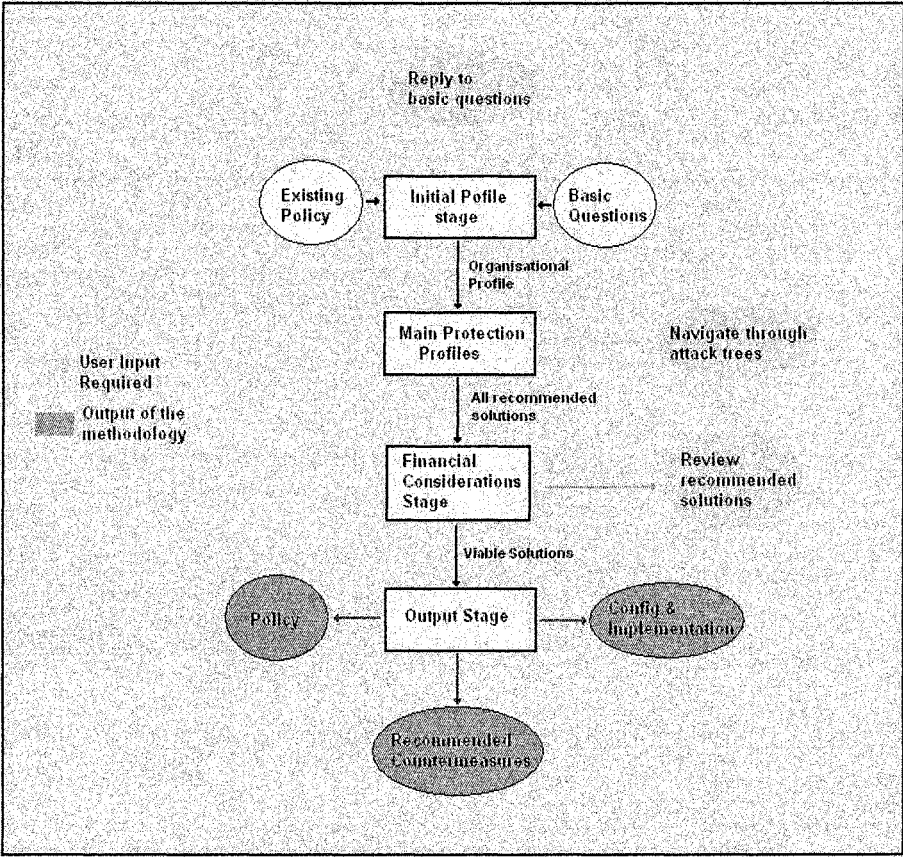 Reply to
basic questions
Existing
Policy
Initial Pofile
stage
Basic
Questions
Organisational
Profile
Main Protection
Profiles
Navigate through
attack trees
User Input
Required
Output of the
methodology
All recommended
solutions
Financial
Considerations
Stage
Review
recommended
solutions
Viable Solutions
Policy
Output Stage
Config &
Implementation
Recommended
Countermeasures